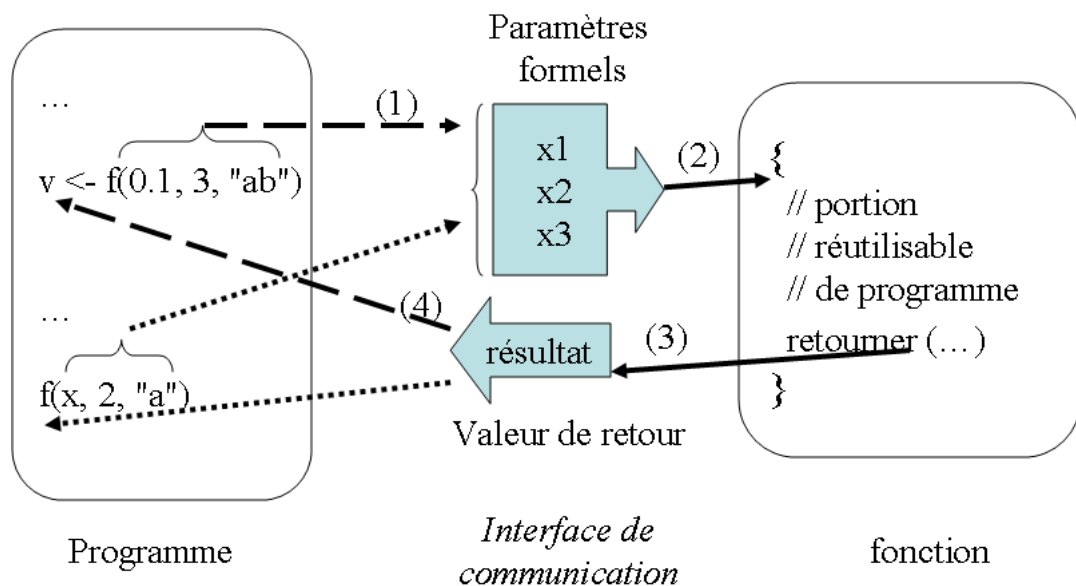 Paramètres
formels
…
(1)
v <- f(0.1, 3, "ab")
x1
x2
x3
(2)
{
// portion
// réutilisable
// de programme
retourner (…)
}
…
f(x, 2, "a")
(4)
résultat
(3)
Valeur de retour
Programme
Interface de
communication
fonction